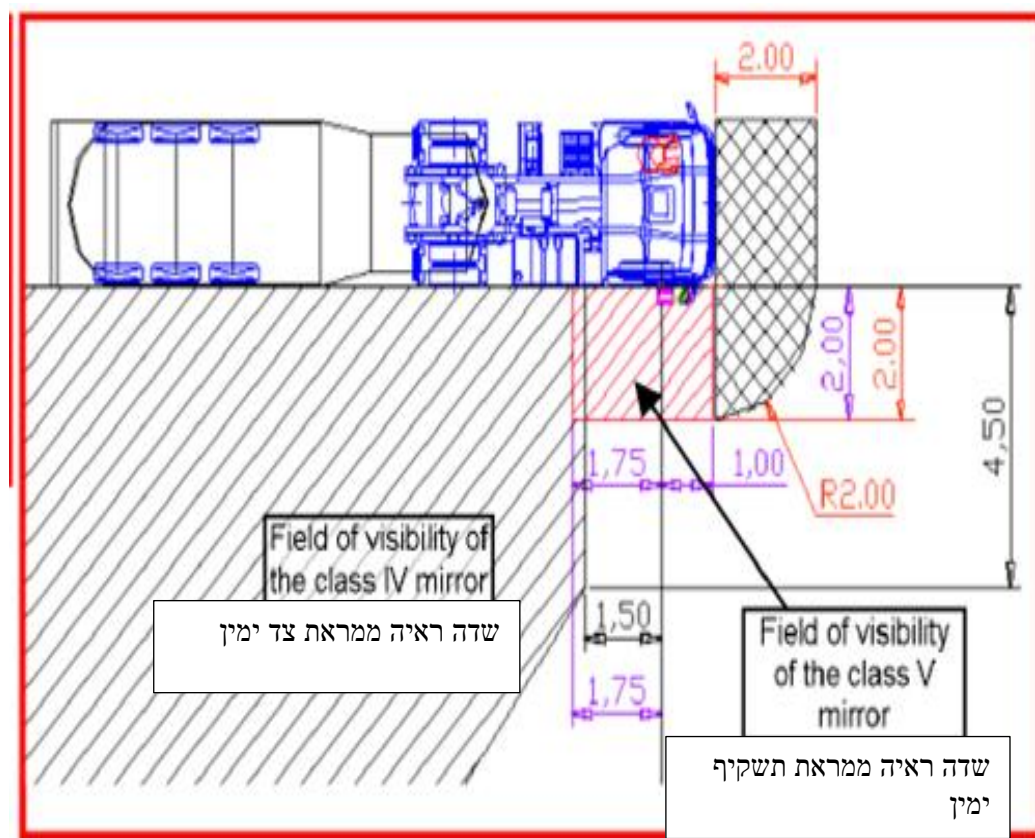 2.00
2,00
2.00
4,50
1,75
1,00
R2.00
Field of visibility of
the class IV mirror
שדה ראיה ממראת צד ימין
1,50
1,75
Field of visibility
of the class V
mirror
שדה ראיה ממראת תשקיף
ימין